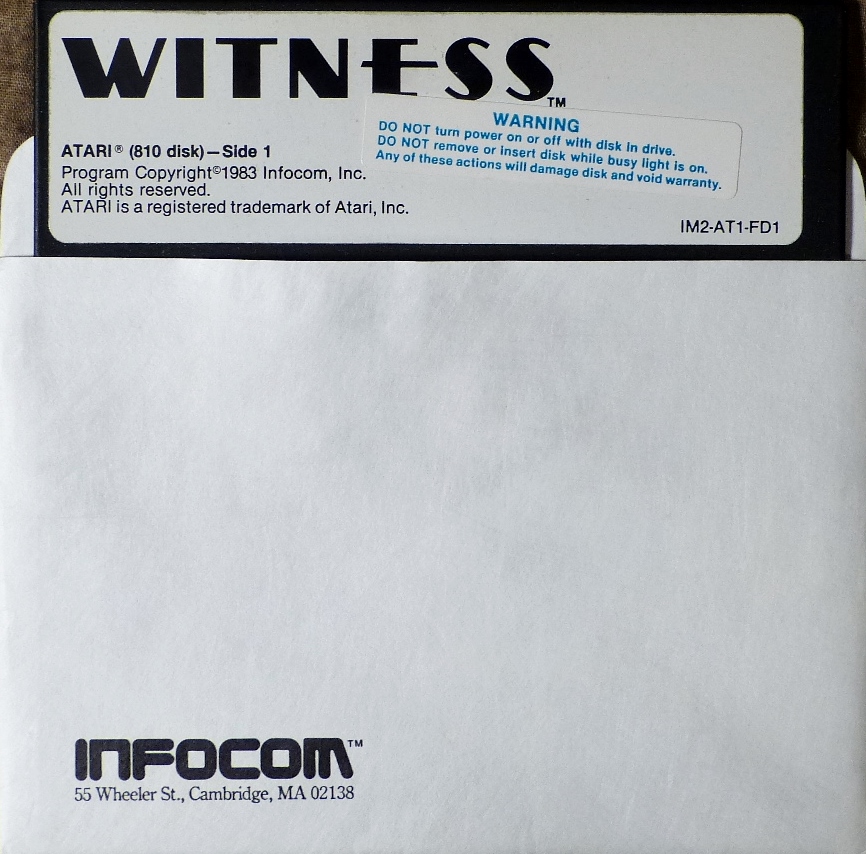 WITNESS™
WARNING
DO NOT turn power on or off with disk in drive.
DO NOT remove or insert disk while busy light is on.
Any of these actions will damage disk and void warranty.
ATARI® (810 disk)—Side 1
Program Copyright©1983 Infocom, Inc.
All rights reserved.
ATARI is a registered trademark of Atari, Inc.
IM2-AT1-FD1
INFOCOM™
55 Wheeler St., Cambridge, MA 02138